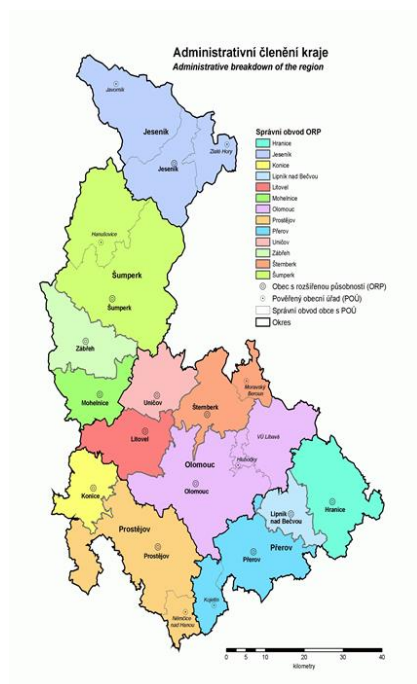 Administrativní členění kraje
Administrative breakdown of the region
Javorník
Jeseník
Zlaté Hory
Jeseník
Správní obvod ORP
Hranice
Jeseník
Konice
Lipník nad Bečvou
Litovel
Mohelnice
Olomouc
Prostějov
Přerov
Uničov
Zábřeh
Šternberk
Šumperk
Obec s rozšířenou působností (ORP)
Pověřený obecní úřad (POÚ)
Správní obvod obce s POÚ
Okres
Hanušovice
Šumperk
Šumperk
Zábřeh
Mohelnice
Uničov
Moravský
Beroun
Šternberk
Litovel
VÚ Libavá
Olomouc
Hlubočky
Olomouc
Konice
Lipník
nad Bečvou
Hranice
Prostějov
Prostějov
Přerov
Přerov
Kojetín
Němčice
nad Hanou
0 5 10 20 30 40
kilometry